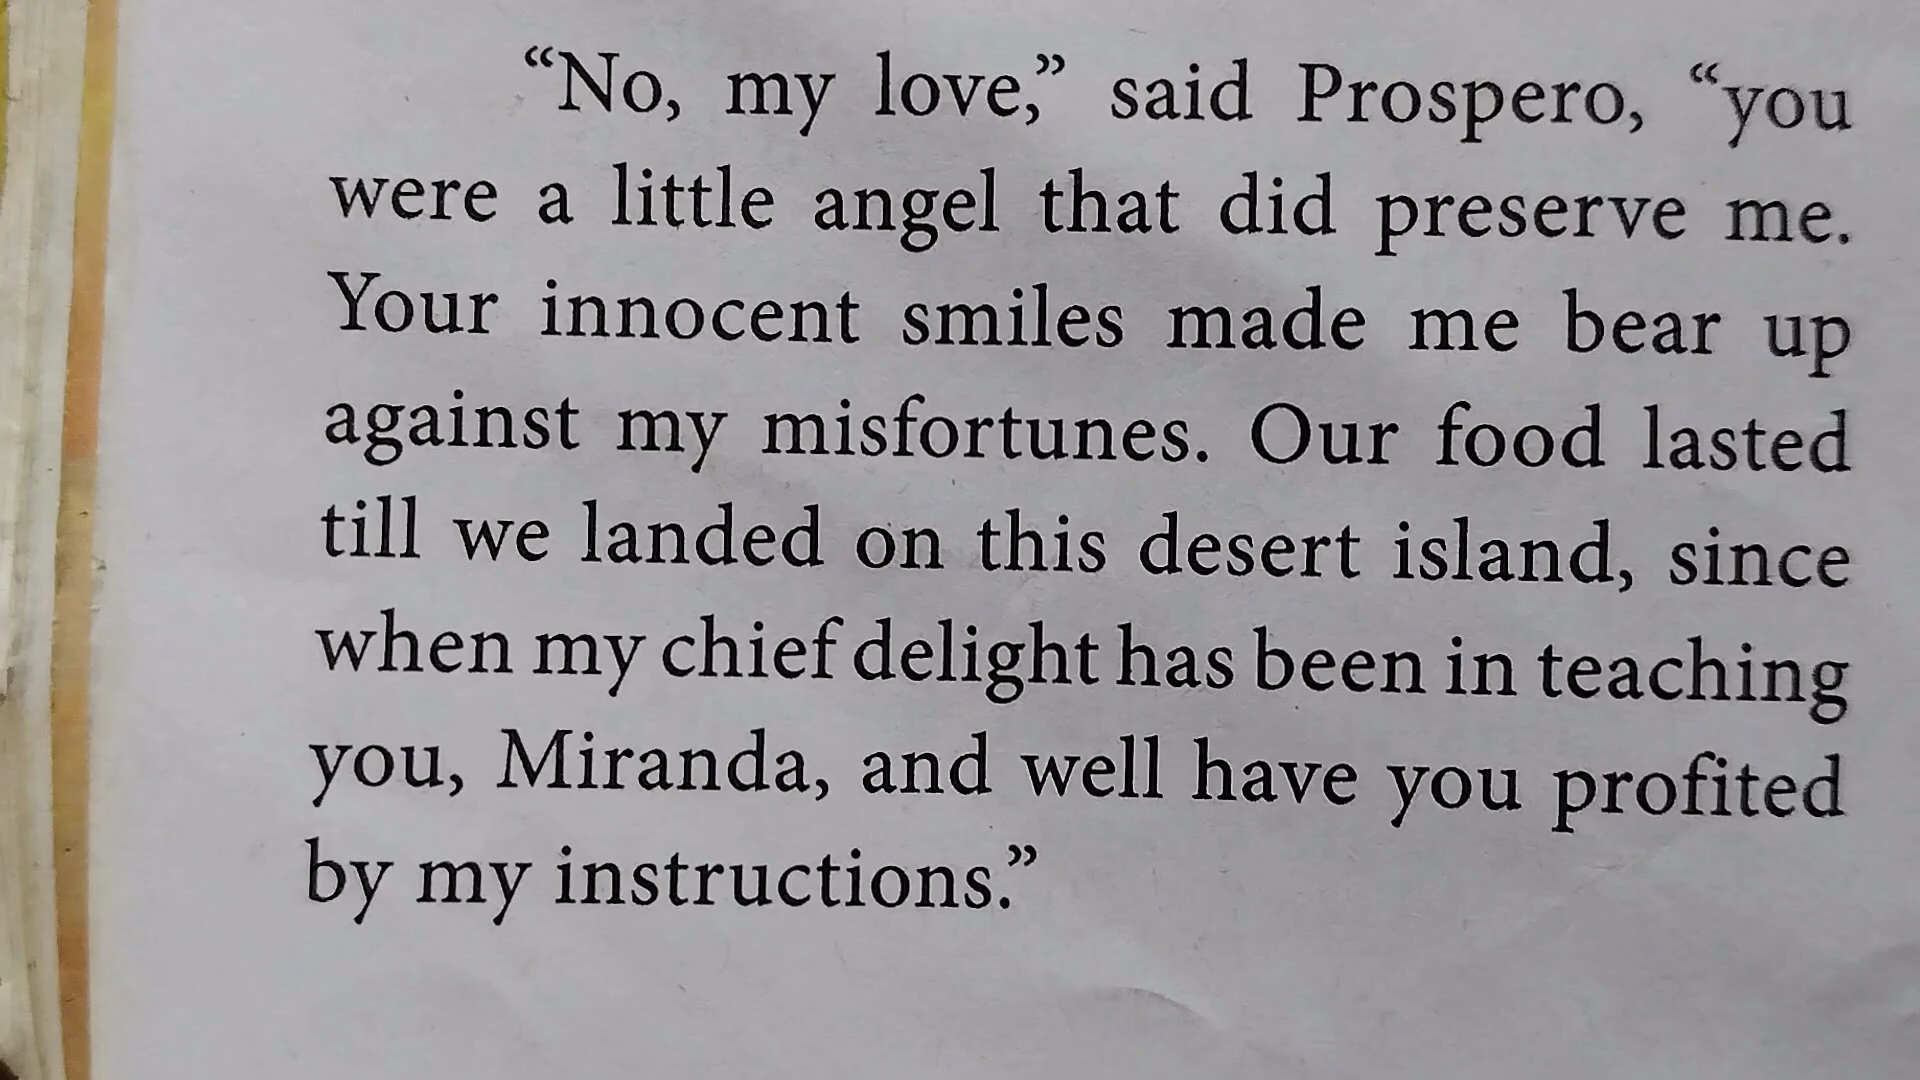 “No, my love,” said Prospero, “you
were a little angel that did preserve me.
Your innocent smiles made me bear up
against my misfortunes. Our food lasted
till we landed on this desert island, since
when my chief delight has been in teaching
you, Miranda, and well have you profited
by my instructions.”